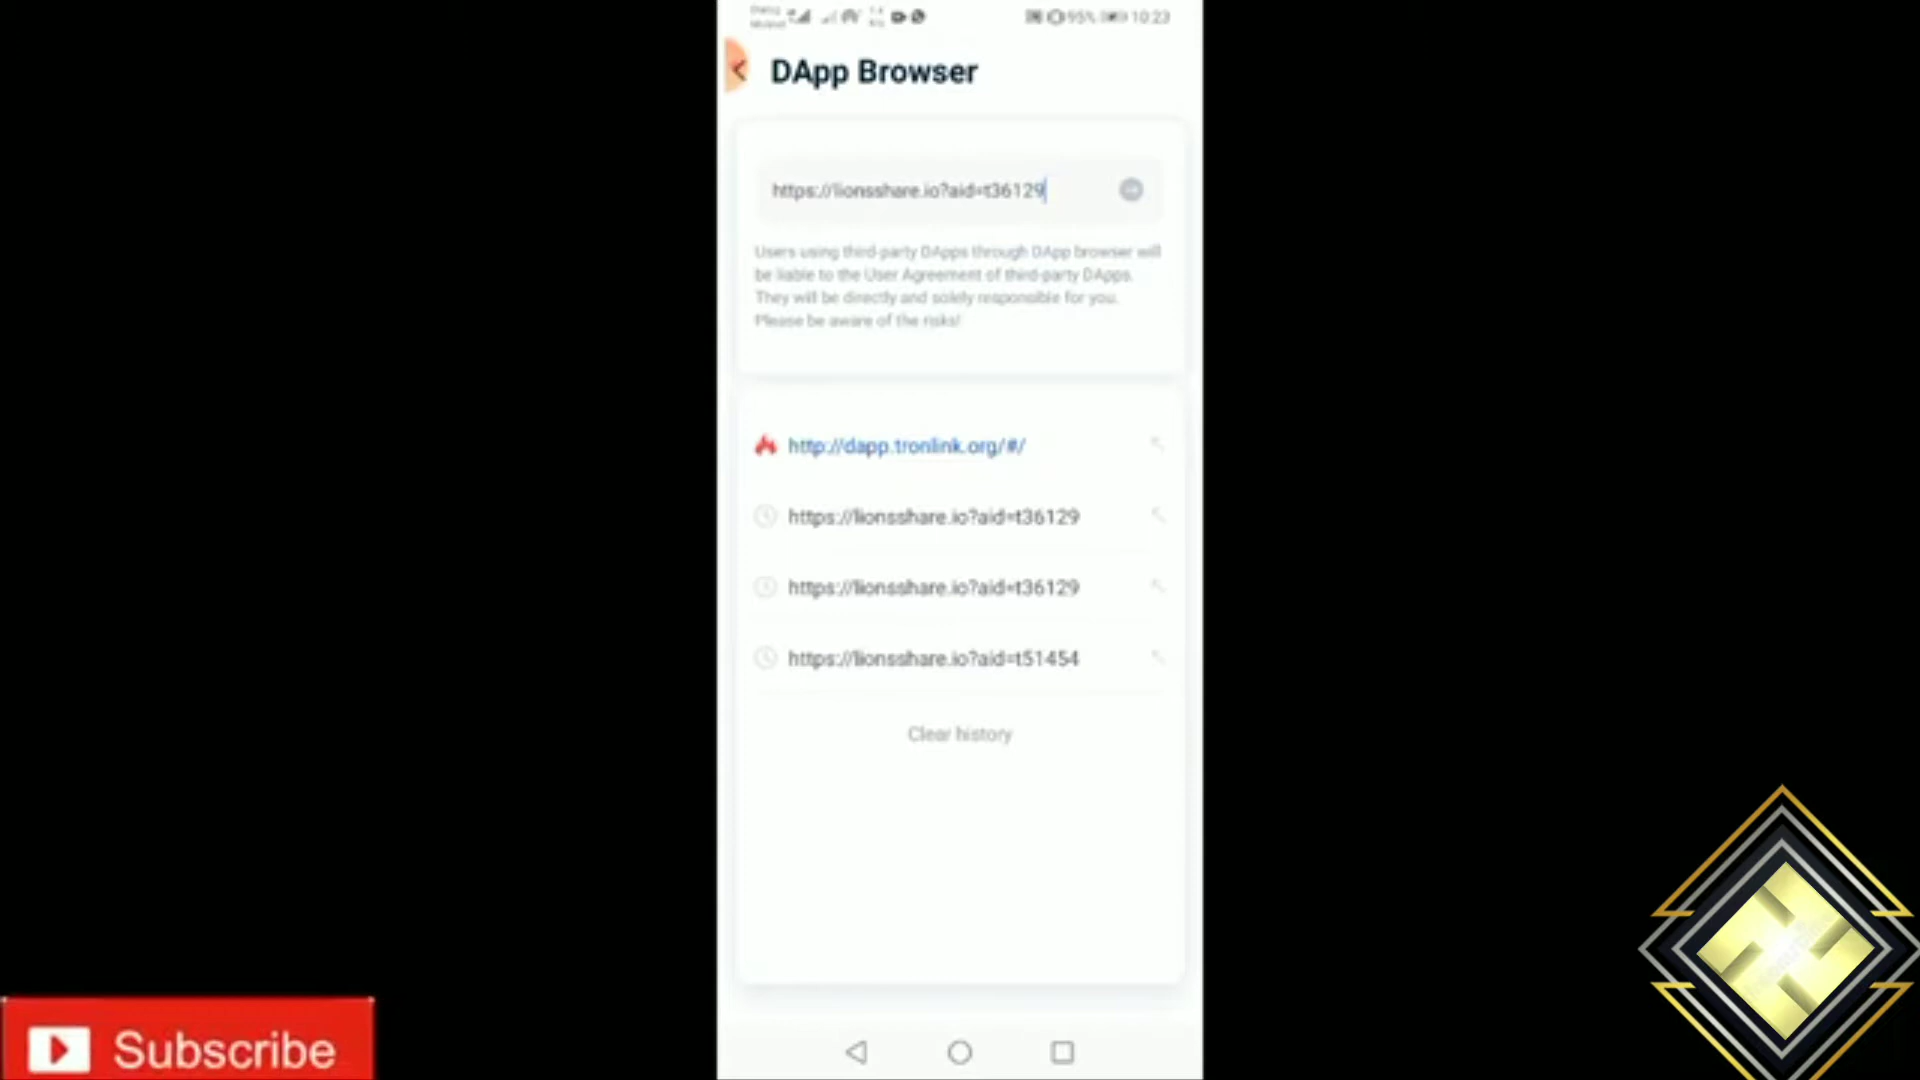 95% 10:23
DApp Browser
https://lionsshare.io?aid=t36129
Users using third-party DApps through DApp browser will
be liable to the User Agreement of third-party DApps.
They will be directly and solely responsible for you.
Please be aware of the risks!
http://dapp.tronlink.org/#/
https://lionsshare.io?aid=t36129
https://lionsshare.io?aid=t36129
https://lionsshare.io?aid=t51454
Clear history
Subscribe